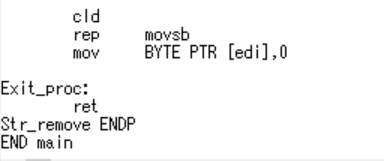 cld
rep movsb
mov BYTE PTR [edi],0
Exit_proc:
ret
Str_remove ENDP
END main